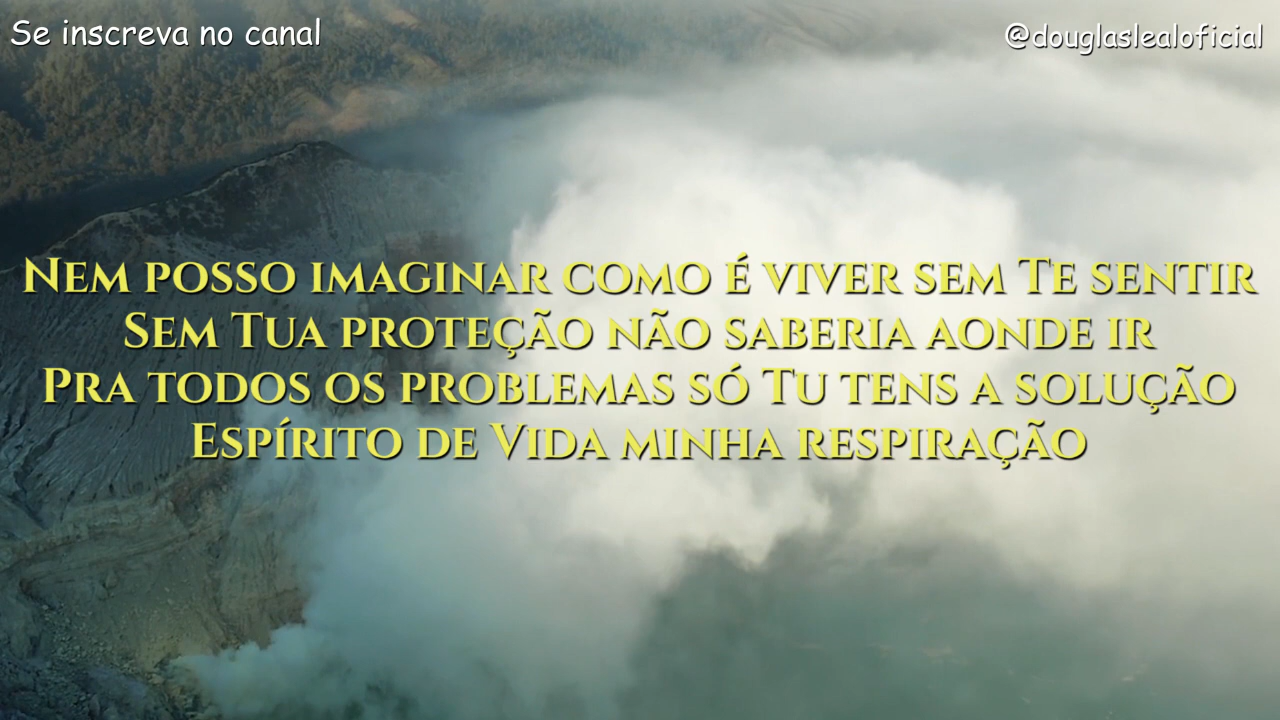 Se inscreva no canal
@douglaslealoficial
Nem posso imaginar como é viver sem Te sentir
Sem Tua proteção não saberia aonde ir
Pra todos os problemas só Tu tens a solução
Espírito de Vida minha respiração